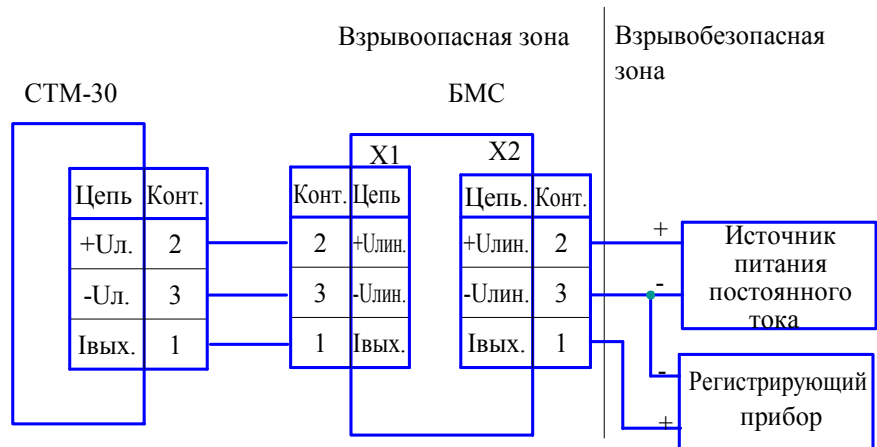 Взрывоопасная зона
Взрывобезопасная
зона
СТМ-30
БМС
X1
X2
Цепь Конт.
+Uл. 2
-Uл. 3
Iвых. 1
Конт. Цепь
2 +Uлин.
3 -Uлин.
1 Iвых.
Цепь. Конт.
+Uлин. 2
-Uлин. 3
Iвых. 1
+
-
Источник
питания
постоянного
тока
-
+
Регистрирующий
прибор